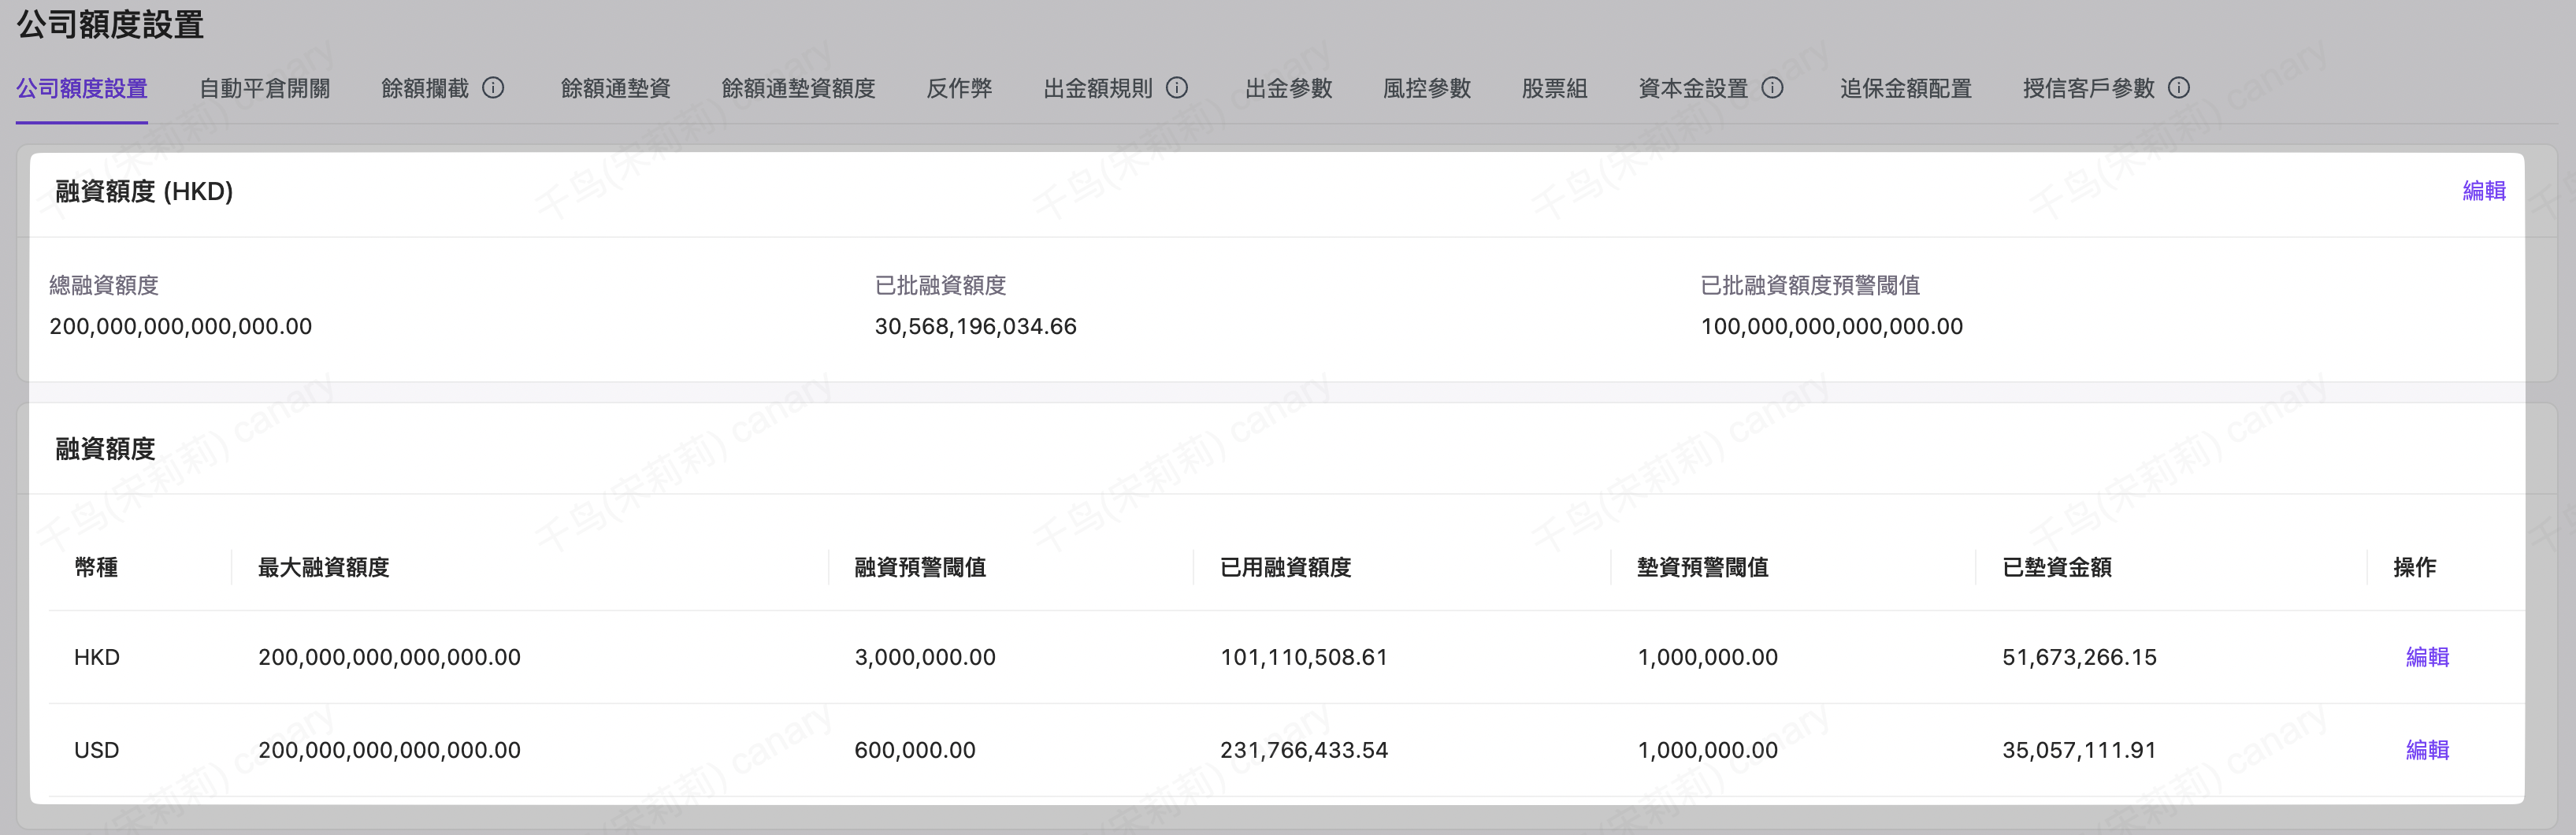 公司額度設置
公司額度設置 自動平倉開關 餘額攔截 餘額通墊資 餘額通墊資額度 反作弊 出金額規則 出金參數 風控參數 股票組 資本金設置 追保金額配置 授信客戶參數
融資額度 (HKD) 編輯
總融資額度 已批融資額度 已批融資額度預警閾值
200,000,000,000,000.00 30,568,196,034.66 100,000,000,000,000.00
融資額度
幣種 最大融資額度 融資預警閾值 已用融資額度 墊資預警閾值 已墊資金額 操作
HKD 200,000,000,000,000.00 3,000,000.00 101,110,508.61 1,000,000.00 51,673,266.15 編輯
USD 200,000,000,000,000.00 600,000.00 231,766,433.54 1,000,000.00 35,057,111.91 編輯
千鸟(宋莉莉) canary